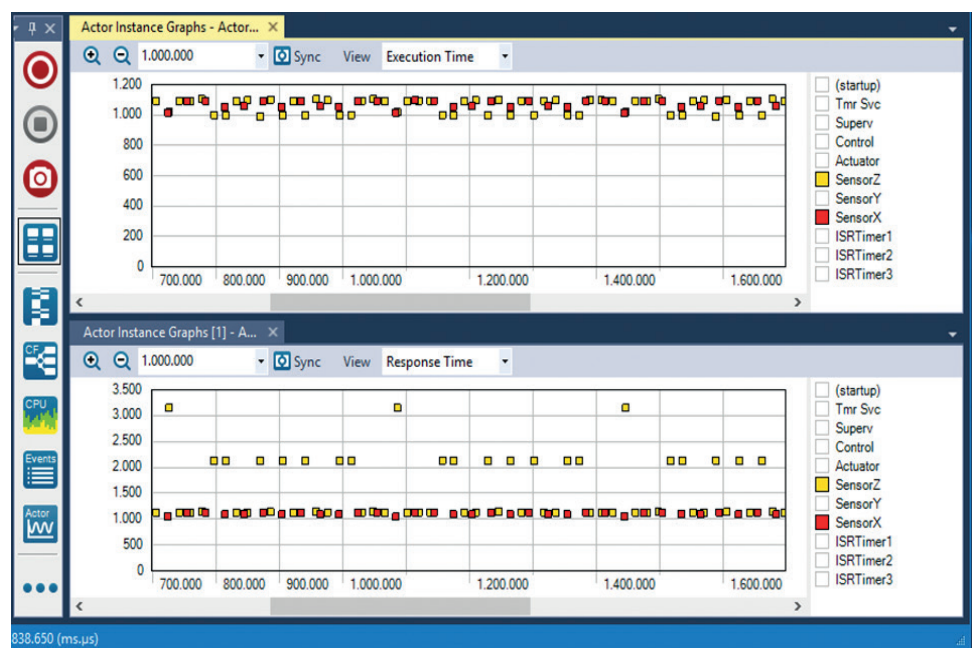 Actor Instance Graphs - Actor...
1.000.000 Sync View Execution Time
1.200
1.000
800
600
400
200
0
700.000 800.000 900.000 1.000.000 1.200.000 1.400.000 1.600.000
(startup)
Tmr Svc
Superv
Control
Actuator
SensorZ
SensorY
SensorX
ISRTimer1
ISRTimer2
ISRTimer3
Actor Instance Graphs [1] - A...
1.000.000 Sync View Response Time
3.500
3.000
2.500
2.000
1.500
1.000
500
0
700.000 800.000 900.000 1.000.000 1.200.000 1.400.000 1.600.000
(startup)
Tmr Svc
Superv
Control
Actuator
SensorZ
SensorY
SensorX
ISRTimer1
ISRTimer2
ISRTimer3
CF
CPU
Events
Actor
838.650 (ms.µs)